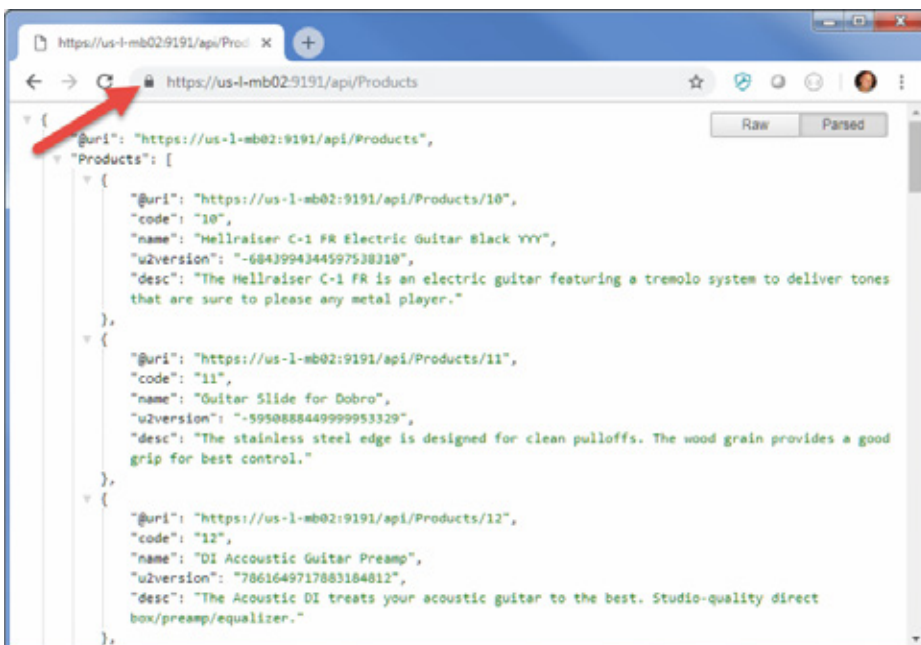 https://us-l-mb02:9191/api/Prod
https://us-l-mb02:9191/api/Products
Raw
Parsed
{
"@uri": "https://us-l-mb02:9191/api/Products",
"Products": [
{
"@uri": "https://us-l-mb02:9191/api/Products/10",
"code": "10",
"name": "Hellraiser C-1 FR Electric Guitar Black YYY",
"u2version": "-6843994344597538310",
"desc": "The Hellraiser C-1 FR is an electric guitar featuring a tremolo system to deliver tones
that are sure to please any metal player."
},
{
"@uri": "https://us-l-mb02:9191/api/Products/11",
"code": "11",
"name": "Guitar Slide for Dobro",
"u2version": "-5950888449999953329",
"desc": "The stainless steel edge is designed for clean pulloffs. The wood grain provides a good
grip for best control."
},
{
"@uri": "https://us-l-mb02:9191/api/Products/12",
"code": "12",
"name": "DI Accoustic Guitar Preamp",
"u2version": "7861649717883184812",
"desc": "The Acoustic DI treats your acoustic guitar to the best. Studio-quality direct
box/preamp/equalizer."
},